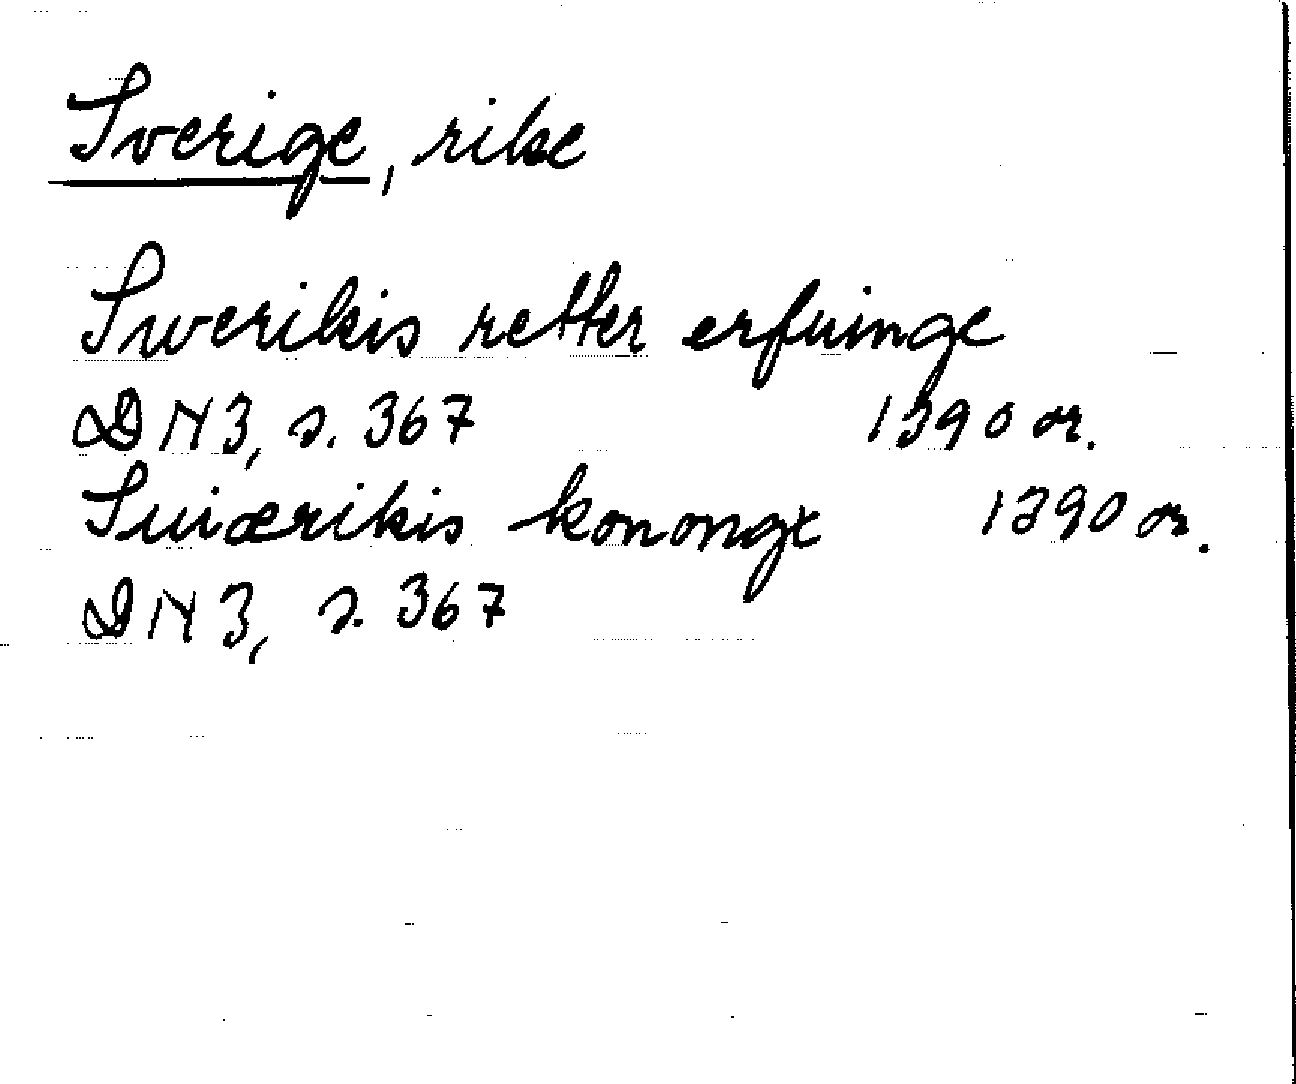 Sverige, rike
Swerikis retter erfuinge
DN 3, s. 367 1390 or.
Suiærikis konongx 1390 or.
DN 3, s. 367